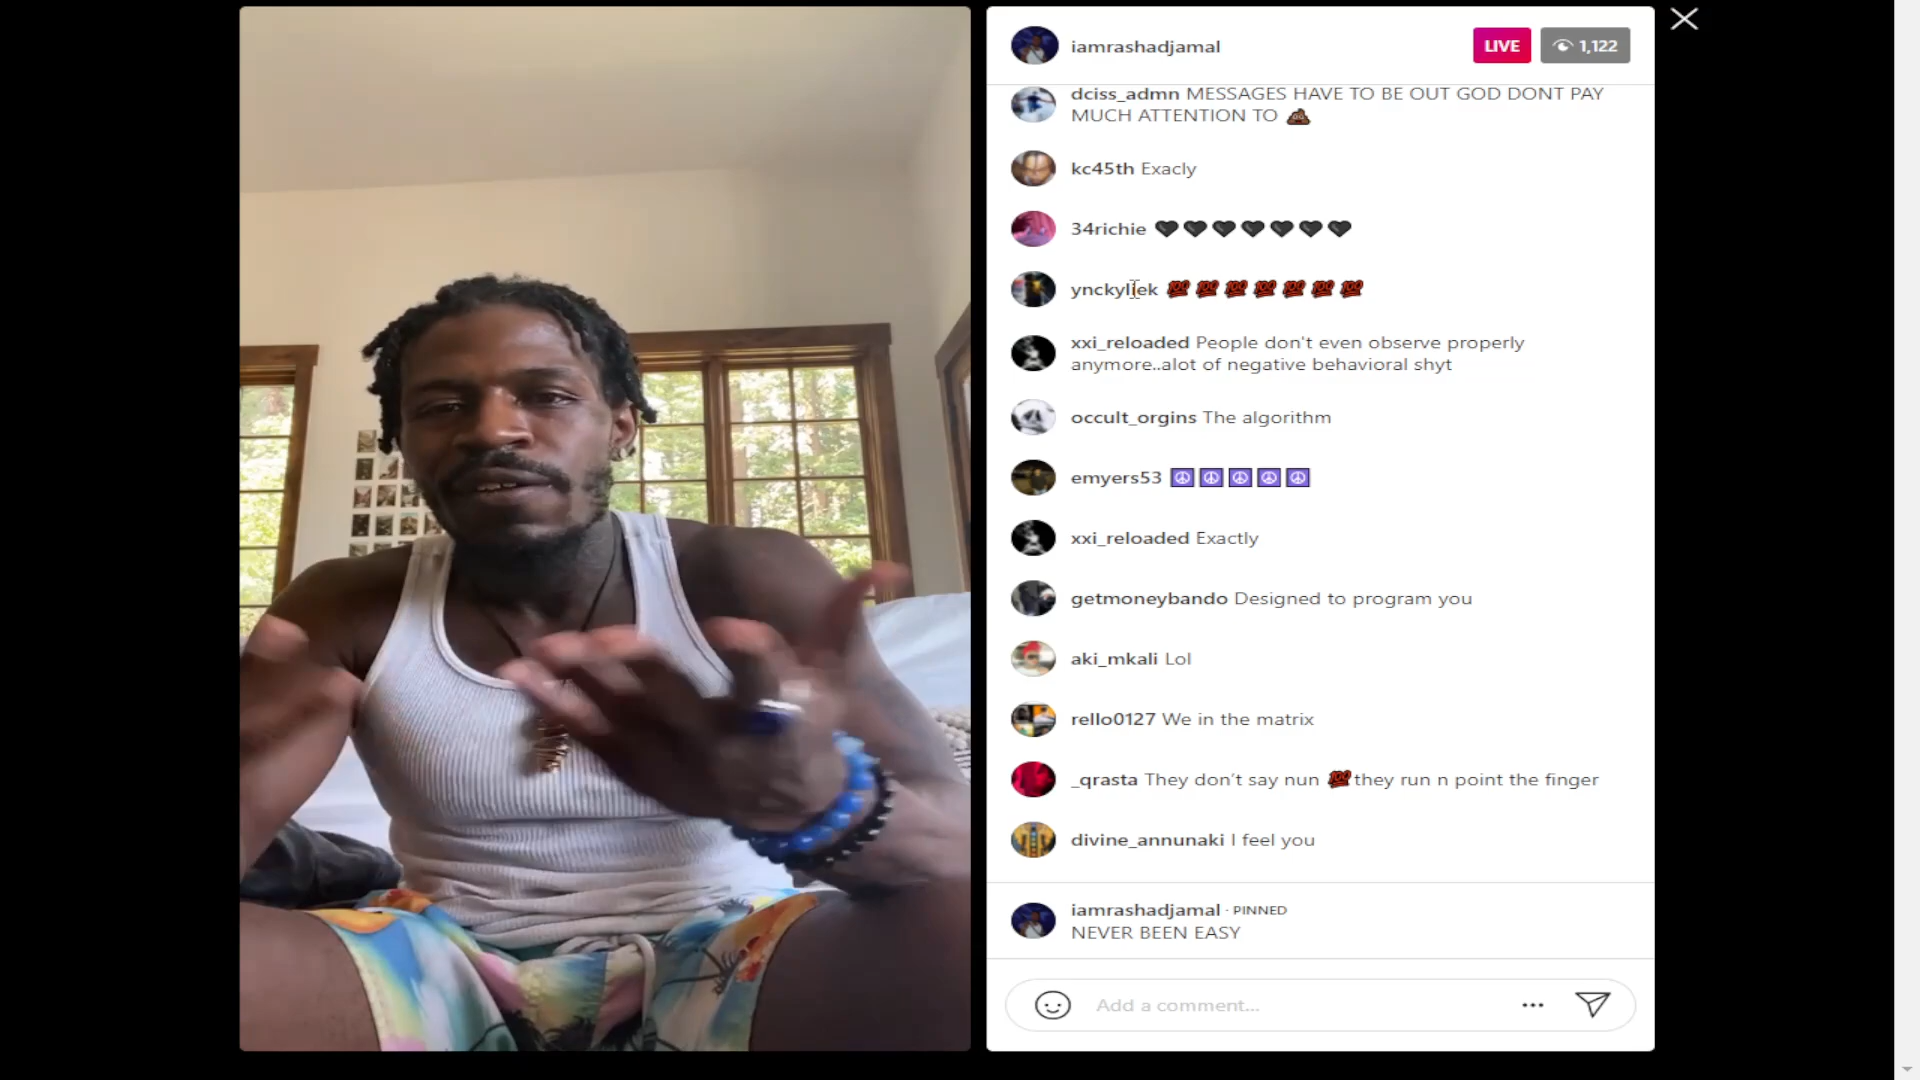 iamrashadjamal
LIVE
1,122
dciss_admn MESSAGES HAVE TO BE OUT GOD DONT PAY
MUCH ATTENTION TO 💩
kc45th Exacly
34richie 🖤🖤🖤🖤🖤🖤🖤
ynckyliek 💯💯💯💯💯💯💯
xxi_reloaded People don't even observe properly
anymore..alot of negative behavioral shyt
occult_orgins The algorithm
emyers53 ☮️☮️☮️☮️☮️
xxi_reloaded Exactly
getmoneybando Designed to program you
aki_mkali Lol
rello0127 We in the matrix
_qrasta They don’t say nun 💯they run n point the finger
divine_annunaki I feel you
iamrashadjamal · PINNED
NEVER BEEN EASY
Add a comment...